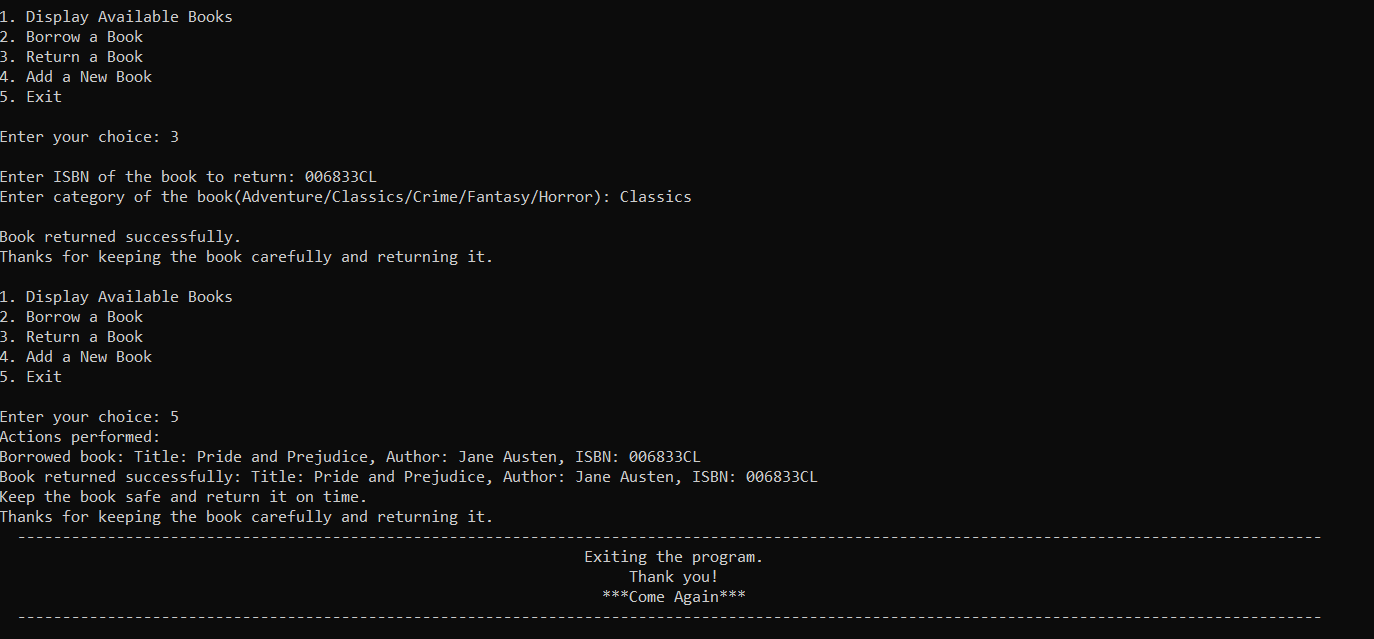 1. Display Available Books
2. Borrow a Book
3. Return a Book
4. Add a New Book
5. Exit
Enter your choice: 3
Enter ISBN of the book to return: 006833CL
Enter category of the book(Adventure/Classics/Crime/Fantasy/Horror): Classics
Book returned successfully.
Thanks for keeping the book carefully and returning it.
1. Display Available Books
2. Borrow a Book
3. Return a Book
4. Add a New Book
5. Exit
Enter your choice: 5
Actions performed:
Borrowed book: Title: Pride and Prejudice, Author: Jane Austen, ISBN: 006833CL
Book returned successfully: Title: Pride and Prejudice, Author: Jane Austen, ISBN: 006833CL
Keep the book safe and return it on time.
Thanks for keeping the book carefully and returning it.
-------------------------------------------------------------------------------------------------------------------------------------------------
Exiting the program.
Thank you!
***Come Again***
-------------------------------------------------------------------------------------------------------------------------------------------------